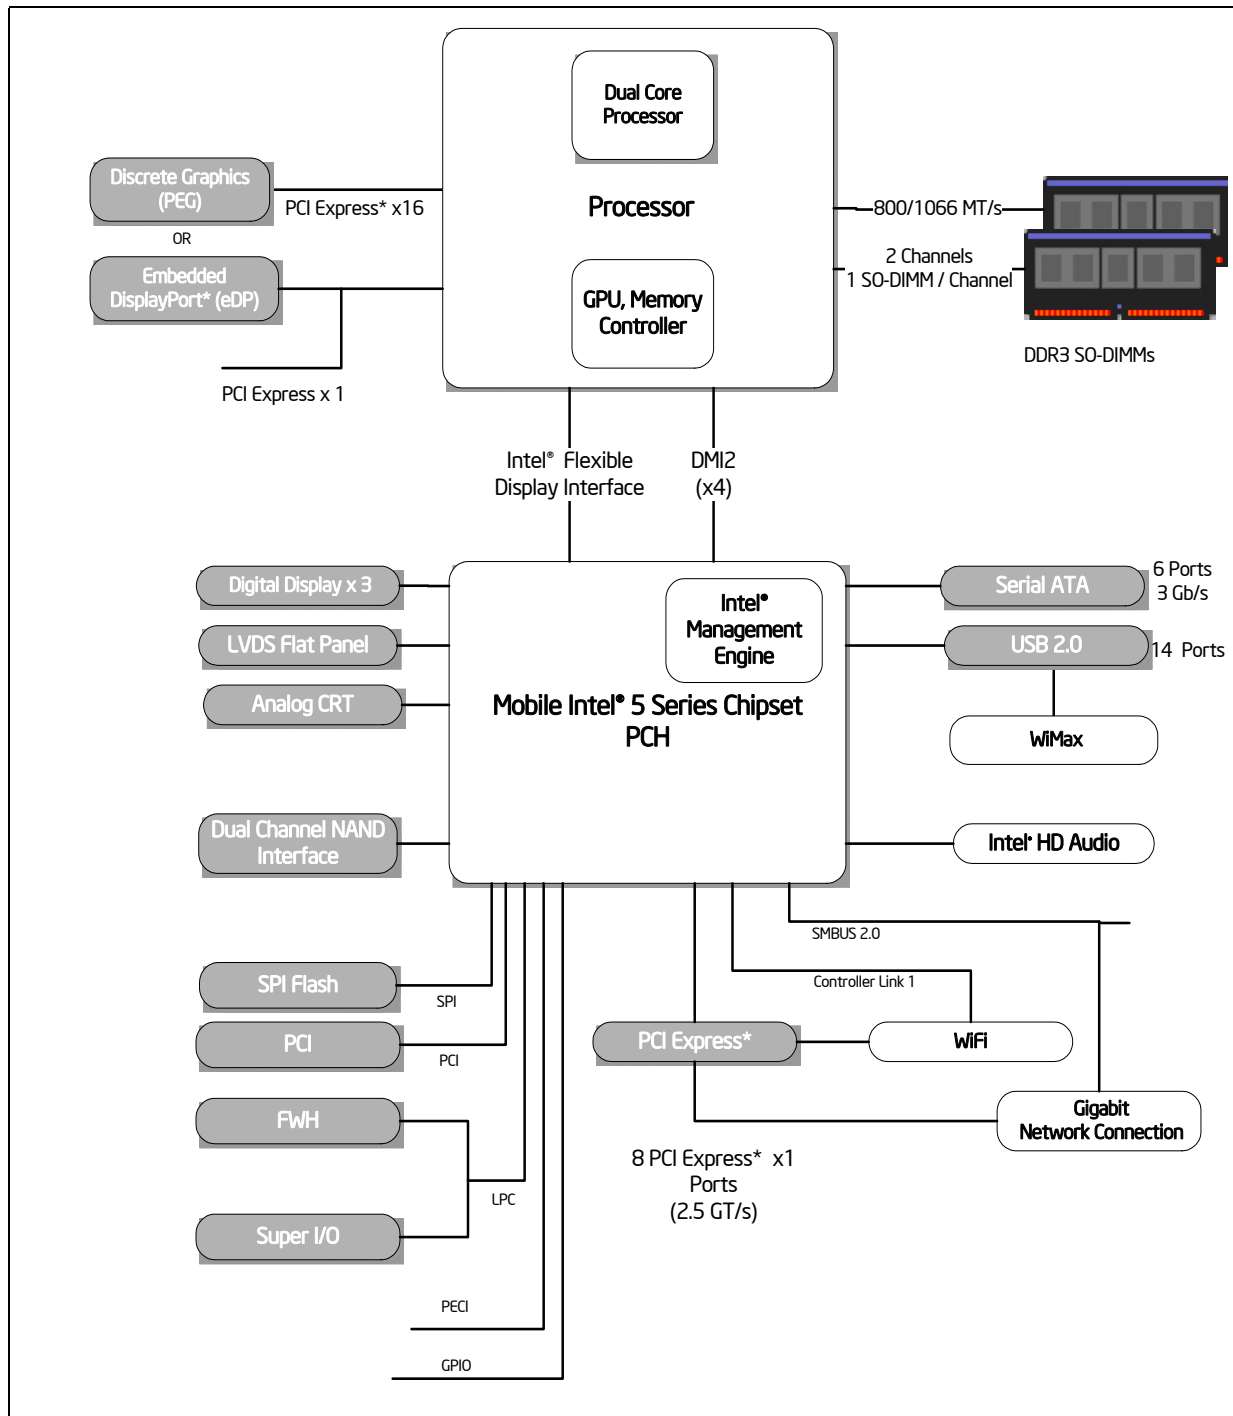 Dual Core
Processor
Discrete Graphics
(PEG)
PCI Express* x16
Processor
800/1066 MT/s
OR
2 Channels
1 SO-DIMM / Channel
Embedded
DisplayPort* (eDP)
GPU, Memory
Controller
DDR3 SO-DIMMs
PCI Express x 1
Intel® Flexible
Display Interface
DMI2
(x4)
Digital Display x 3
Intel®
Management
Engine
Serial ATA
6 Ports
3 Gb/s
LVDS Flat Panel
USB 2.0
14 Ports
Analog CRT
Mobile Intel® 5 Series Chipset
PCH
WiMax
Dual Channel NAND
Interface
Intel® HD Audio
SMBUS 2.0
SPI Flash
SPI
Controller Link 1
PCI
PCI
PCI Express*
WiFi
FWH
Gigabit
Network Connection
8 PCI Express* x1
Ports
(2.5 GT/s)
LPC
Super I/O
PECI
GPIO